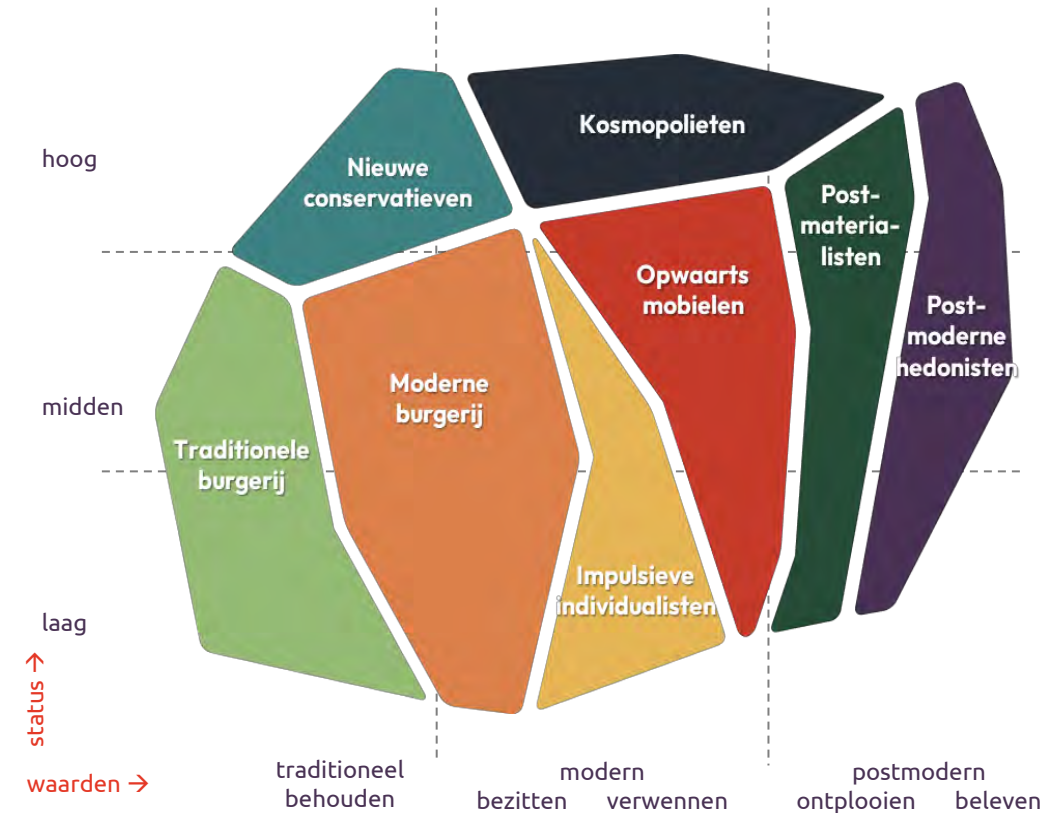 Kosmopolieten
hoog
Nieuwe
conservatieven
Post-
materia-
listen
Opwaarts
mobielen
Post-
moderne
hedonisten
Moderne
burgerij
midden
Traditionele
burgerij
Impulsieve
individualisten
laag
status →
waarden →
traditioneel
behouden
modern
bezitten verwennen
postmodern
ontplooien beleven